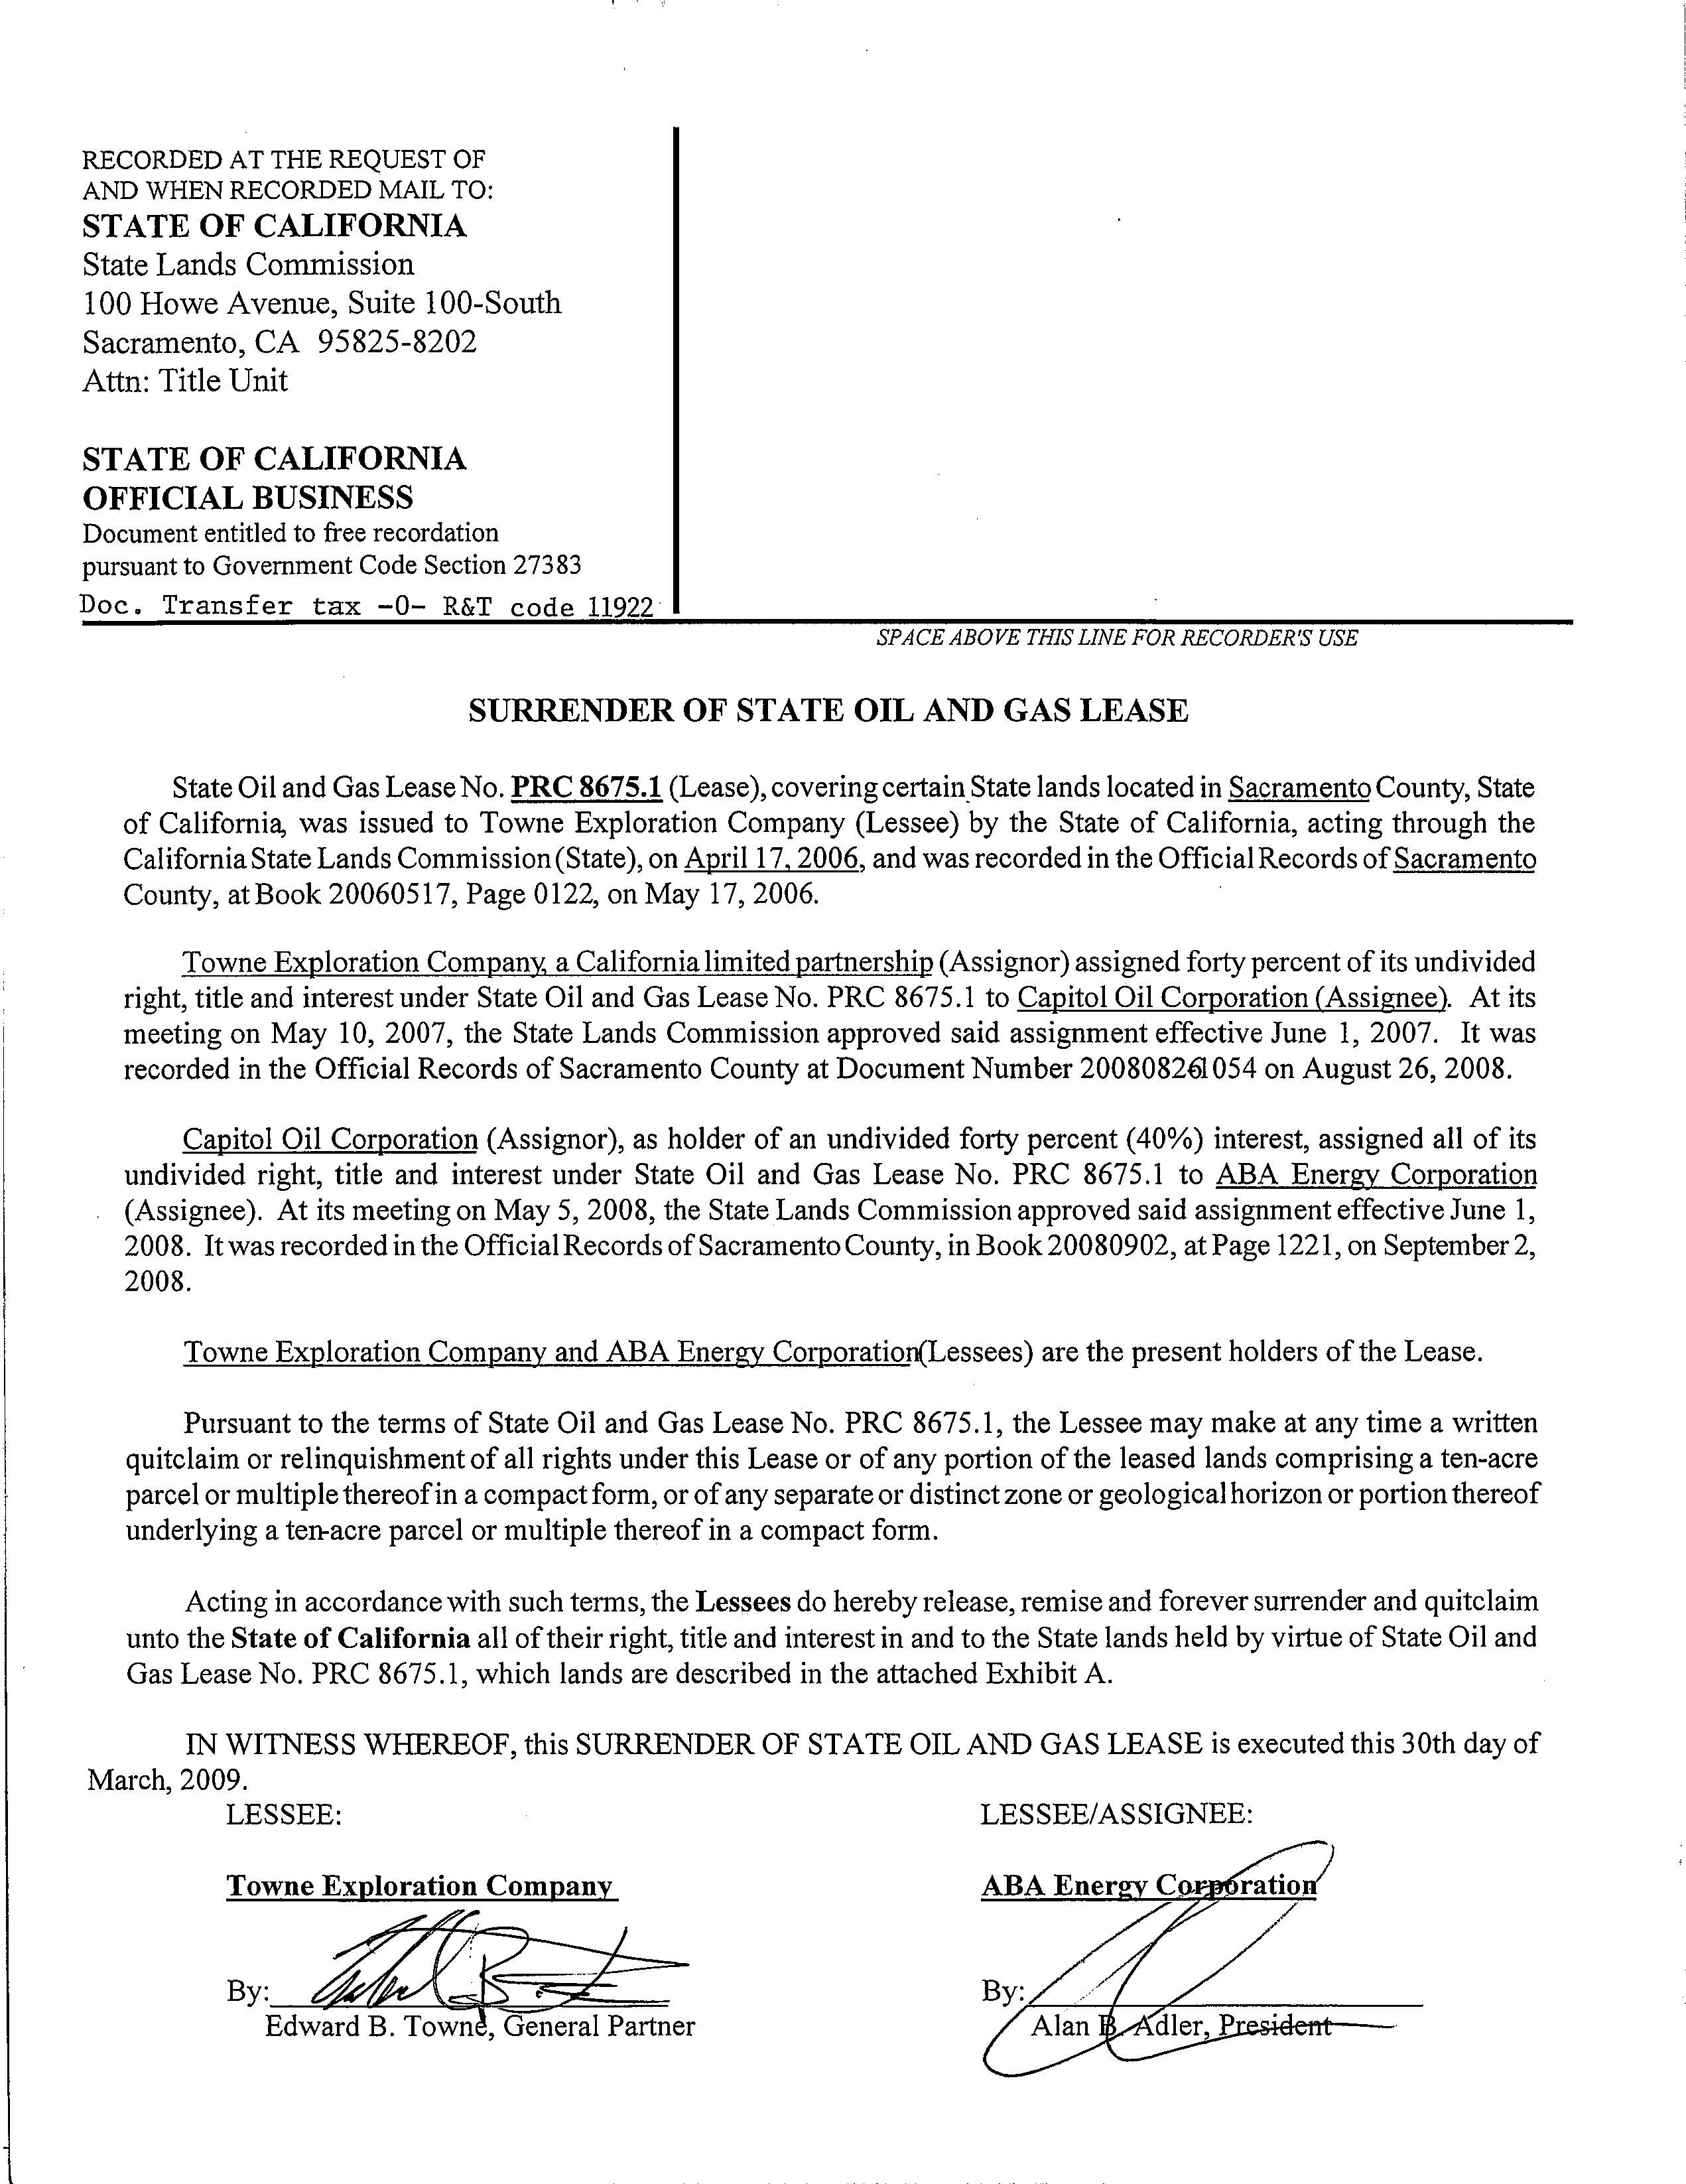 RECORDED AT THE REQUEST OF
AND WHEN RECORDED MAIL TO:
STATE OF CALIFORNIA
State Lands Commission
100 Howe Avenue, Suite 100-South
Sacramento, CA 95825-8202
Attn: Title Unit
STATE OF CALIFORNIA
OFFICIAL BUSINESS
Document entitled to free recordation
pursuant to Government Code Section 27383
Doc. Transfer tax -0- R&T code 11922
SPACE ABOVE THIS LINE FOR RECORDER'S USE
SURRENDER OF STATE OIL AND GAS LEASE
State Oil and Gas Lease No. PRC 8675.1 (Lease), covering certain State lands located in Sacramento County, State
of California, was issued to Towne Exploration Company (Lessee) by the State of California, acting through the
California State Lands Commission (State), on April 17, 2006, and was recorded in the Official Records of Sacramento
County, at Book 20060517, Page 0122, on May 17, 2006.
Towne Exploration Company, a California limited partnership (Assignor) assigned forty percent of its undivided
right, title and interest under State Oil and Gas Lease No. PRC 8675.1 to Capitol Oil Corporation (Assignee). At its
meeting on May 10, 2007, the State Lands Commission approved said assignment effective June 1, 2007. It was
recorded in the Official Records of Sacramento County at Document Number 200808261054 on August 26, 2008.
Capitol Oil Corporation (Assignor), as holder of an undivided forty percent (40%) interest, assigned all of its
undivided right, title and interest under State Oil and Gas Lease No. PRC 8675.1 to ABA Energy Corporation
(Assignee). At its meeting on May 5, 2008, the State Lands Commission approved said assignment effective June 1,
2008. It was recorded in the Official Records of Sacramento County, in Book 20080902, at Page 1221, on September 2,
2008.
Towne Exploration Company and ABA Energy Corporation(Lessees) are the present holders of the Lease.
Pursuant to the terms of State Oil and Gas Lease No. PRC 8675.1, the Lessee may make at any time a written
quitclaim or relinquishment of all rights under this Lease or of any portion of the leased lands comprising a ten-acre
parcel or multiple thereof in a compact form, or of any separate or distinct zone or geological horizon or portion thereof
underlying a ten-acre parcel or multiple thereof in a compact form.
Acting in accordance with such terms, the Lessees do hereby release, remise and forever surrender and quitclaim
unto the State of California all of their right, title and interest in and to the State lands held by virtue of State Oil and
Gas Lease No. PRC 8675.1, which lands are described in the attached Exhibit A.
IN WITNESS WHEREOF, this SURRENDER OF STATE OIL AND GAS LEASE is executed this 30th day of
March, 2009.
LESSEE: LESSEE/ASSIGNEE:
Towne Exploration Company ABA Energy Corporation
By: By:
Edward B. Towne, General Partner Alan B. Adler, President